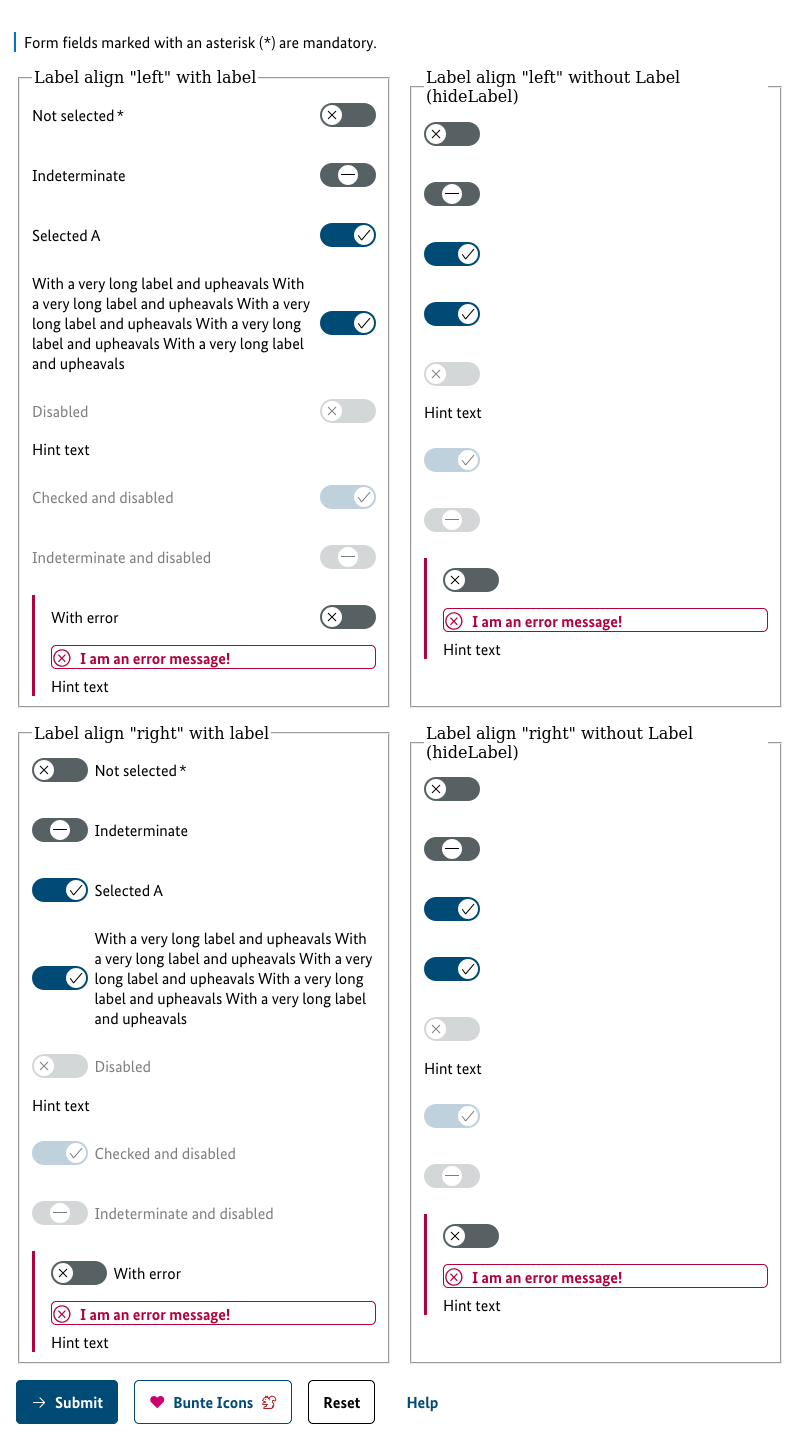 Form fields marked with an asterisk (*) are mandatory.
Label align "left" with label
Not selected *
Indeterminate
Selected A
With a very long label and upheavals With
a very long label and upheavals With a very
long label and upheavals With a very long
label and upheavals With a very long label
and upheavals
Disabled
Hint text
Checked and disabled
Indeterminate and disabled
With error
I am an error message!
Hint text
Label align "left" without Label
(hideLabel)
Hint text
I am an error message!
Hint text
Label align "right" with label
Not selected *
Indeterminate
Selected A
With a very long label and upheavals With
a very long label and upheavals With a very
long label and upheavals With a very long
label and upheavals With a very long label
and upheavals
Disabled
Hint text
Checked and disabled
Indeterminate and disabled
With error
I am an error message!
Hint text
Label align "right" without Label
(hideLabel)
Hint text
I am an error message!
Hint text
Submit
Bunte Icons
Reset
Help